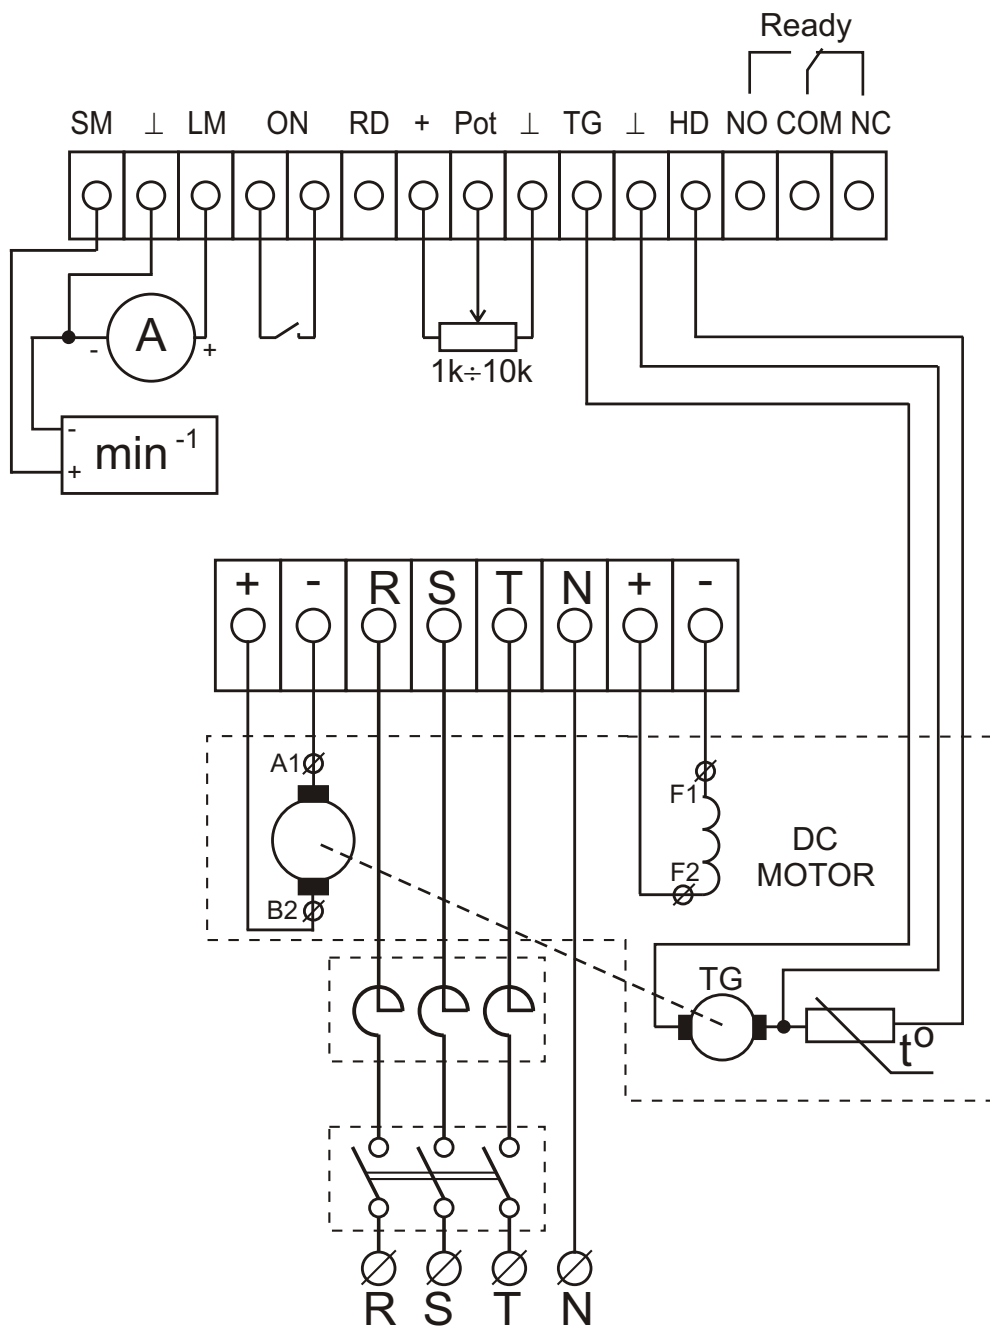 Ready
SM ⊥ LM ON RD + Pot ⊥ TG ⊥ HD NO COM NC
A
- +
1k÷10k
min⁻¹
-
+
+ - R S T N + -
A1
F1
DC
MOTOR
F2
B2
TG
t°
R S T N